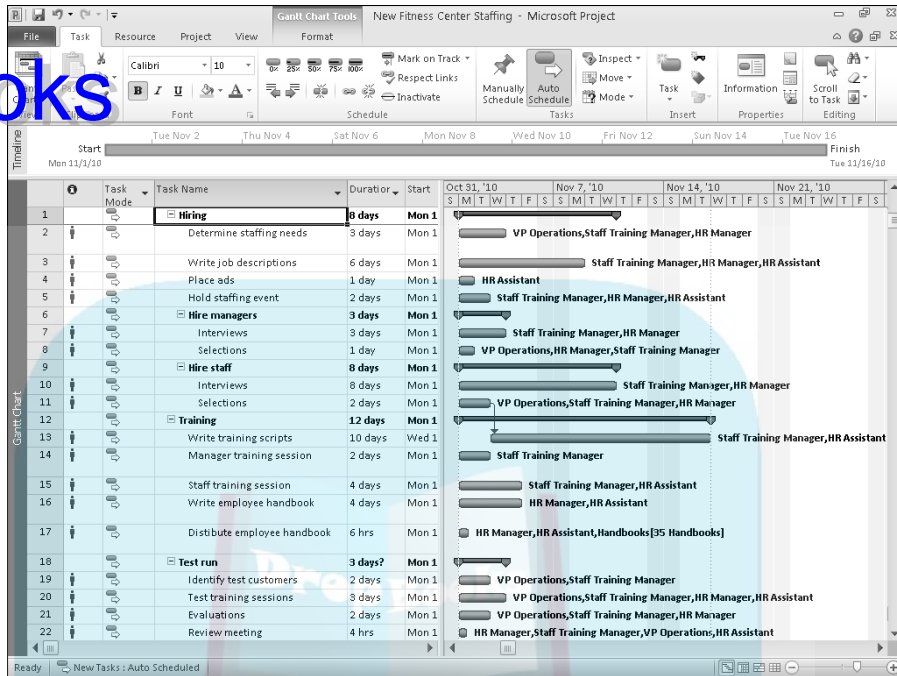 Gantt Chart Tools New Fitness Center Staffing - Microsoft Project
File Task Resource Project View Format
Calibri 10
B I U A
0% 25% 50% 75% 100%
Mark on Track
Respect Links
Inactivate
Manually Schedule
Auto Schedule
Inspect
Move
Mode
Task
Information
Scroll to Task
Font Schedule Tasks Insert Properties Editing
oks
Timeline
Tue Nov 2 Thu Nov 4 Sat Nov 6 Mon Nov 8 Wed Nov 10 Fri Nov 12 Sun Nov 14 Tue Nov 16
Start Finish
Mon 11/1/10 Tue 11/16/10
Task Mode Task Name Duration Start Oct 31, '10 Nov 7, '10 Nov 14, '10 Nov 21, '10
S M T W T F S S M T W T F S S M T W T F S S M T W T F S
Gantt Chart
1 Hiring 8 days Mon 1
2 Determine staffing needs 3 days Mon 1 VP Operations,Staff Training Manager,HR Manager
3 Write job descriptions 6 days Mon 1 Staff Training Manager,HR Manager,HR Assistant
4 Place ads 1 day Mon 1 HR Assistant
5 Hold staffing event 2 days Mon 1 Staff Training Manager,HR Manager,HR Assistant
6 Hire managers 3 days Mon 1
7 Interviews 3 days Mon 1 Staff Training Manager,HR Manager
8 Selections 1 day Mon 1 VP Operations,HR Manager,Staff Training Manager
9 Hire staff 8 days Mon 1
10 Interviews 8 days Mon 1 Staff Training Manager,HR Manager
11 Selections 2 days Mon 1 VP Operations,Staff Training Manager,HR Manager
12 Training 12 days Mon 1
13 Write training scripts 10 days Wed 1 Staff Training Manager,HR Assistant
14 Manager training session 2 days Mon 1 Staff Training Manager
15 Staff training session 4 days Mon 1 Staff Training Manager,HR Assistant
16 Write employee handbook 4 days Mon 1 HR Manager,HR Assistant
17 Distibute employee handbook 6 hrs Mon 1 HR Manager,HR Assistant,Handbooks[35 Handbooks]
18 Test run 3 days? Mon 1
19 Identify test customers 2 days Mon 1 VP Operations,Staff Training Manager
20 Test training sessions 3 days Mon 1 VP Operations,Staff Training Manager,HR Manager,HR Assistant
21 Evaluations 2 days Mon 1 VP Operations,Staff Training Manager,HR Manager
22 Review meeting 4 hrs Mon 1 HR Manager,Staff Training Manager,VP Operations,HR Assistant
Ready New Tasks : Auto Scheduled